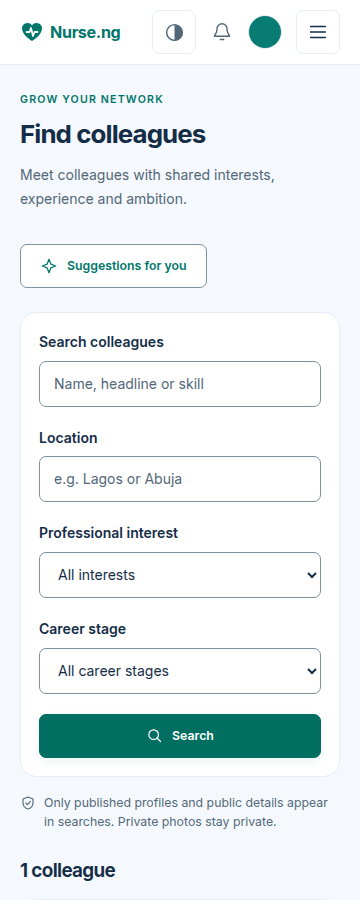 Nurse.ng
GROW YOUR NETWORK
Find colleagues
Meet colleagues with shared interests,
experience and ambition.
Suggestions for you
Search colleagues
Name, headline or skill
Location
e.g. Lagos or Abuja
Professional interest
All interests
Career stage
All career stages
Search
Only published profiles and public details appear
in searches. Private photos stay private.
1 colleague